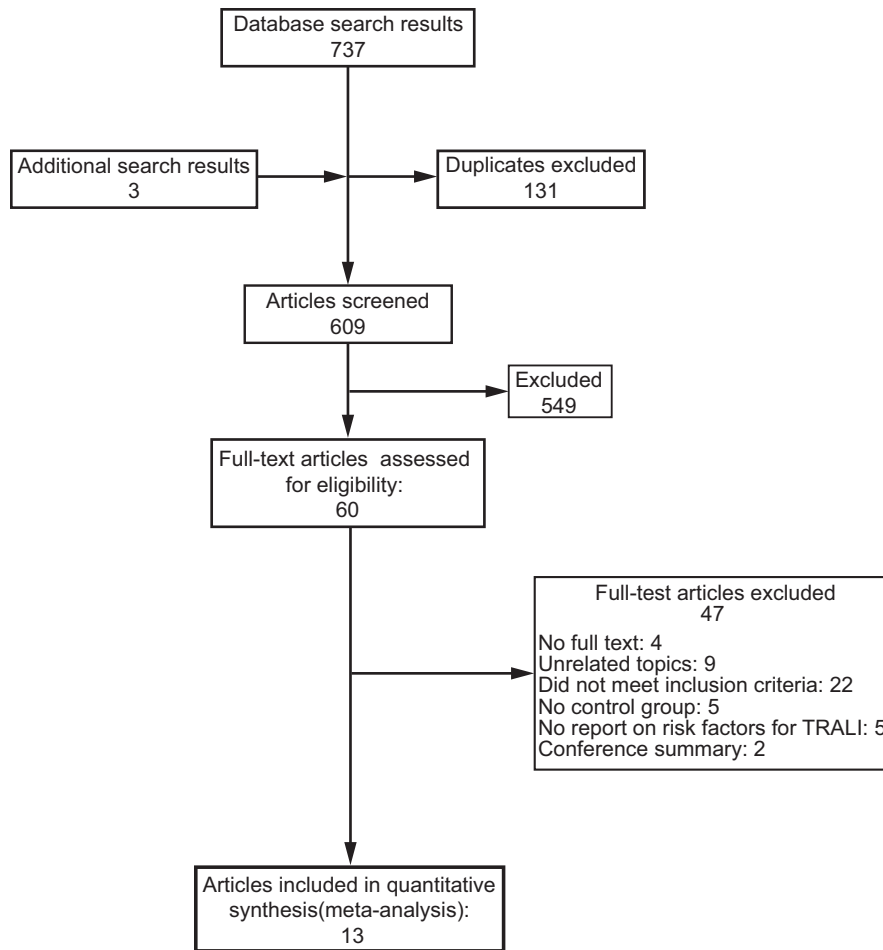 Database search results
737
Additional search results
3
Duplicates excluded
131
Articles screened
609
Excluded
549
Full-text articles assessed
for eligibility:
60
Full-test articles excluded
47
No full text: 4
Unrelated topics: 9
Did not meet inclusion criteria: 22
No control group: 5
No report on risk factors for TRALI: 5
Conference summary: 2
Articles included in quantitative
synthesis(meta-analysis):
13